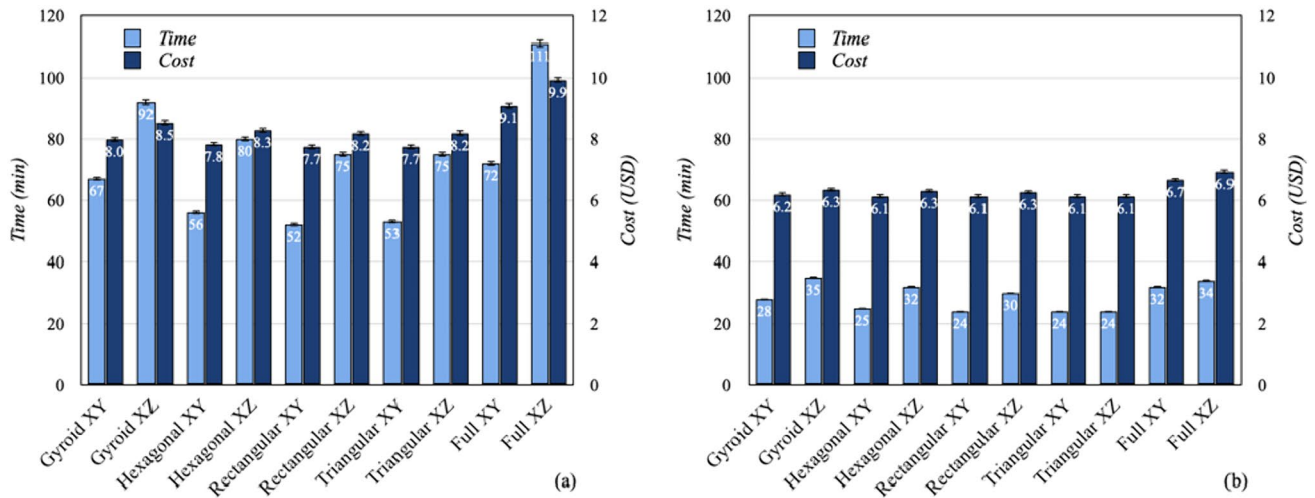 120
100
80
60
40
20
0
Time (min)
Time
Cost
12
10
8
6
4
2
0
Cost (USD)
67
8.0
92
8.5
56
7.8
80
8.3
52
7.7
75
8.2
53
7.7
75
8.2
72
9.1
111
9.9
Gyroid XY
Gyroid XZ
Hexagonal XY
Hexagonal XZ
Rectangular XY
Rectangular XZ
Triangular XY
Triangular XZ
Full XY
Full XZ
(a)
120
100
80
60
40
20
0
Time (min)
Time
Cost
12
10
8
6
4
2
0
Cost (USD)
28
6.2
35
6.3
25
6.1
32
6.3
24
6.1
30
6.3
24
6.1
24
6.1
32
6.7
34
6.9
Gyroid XY
Gyroid XZ
Hexagonal XY
Hexagonal XZ
Rectangular XY
Rectangular XZ
Triangular XY
Triangular XZ
Full XY
Full XZ
(b)